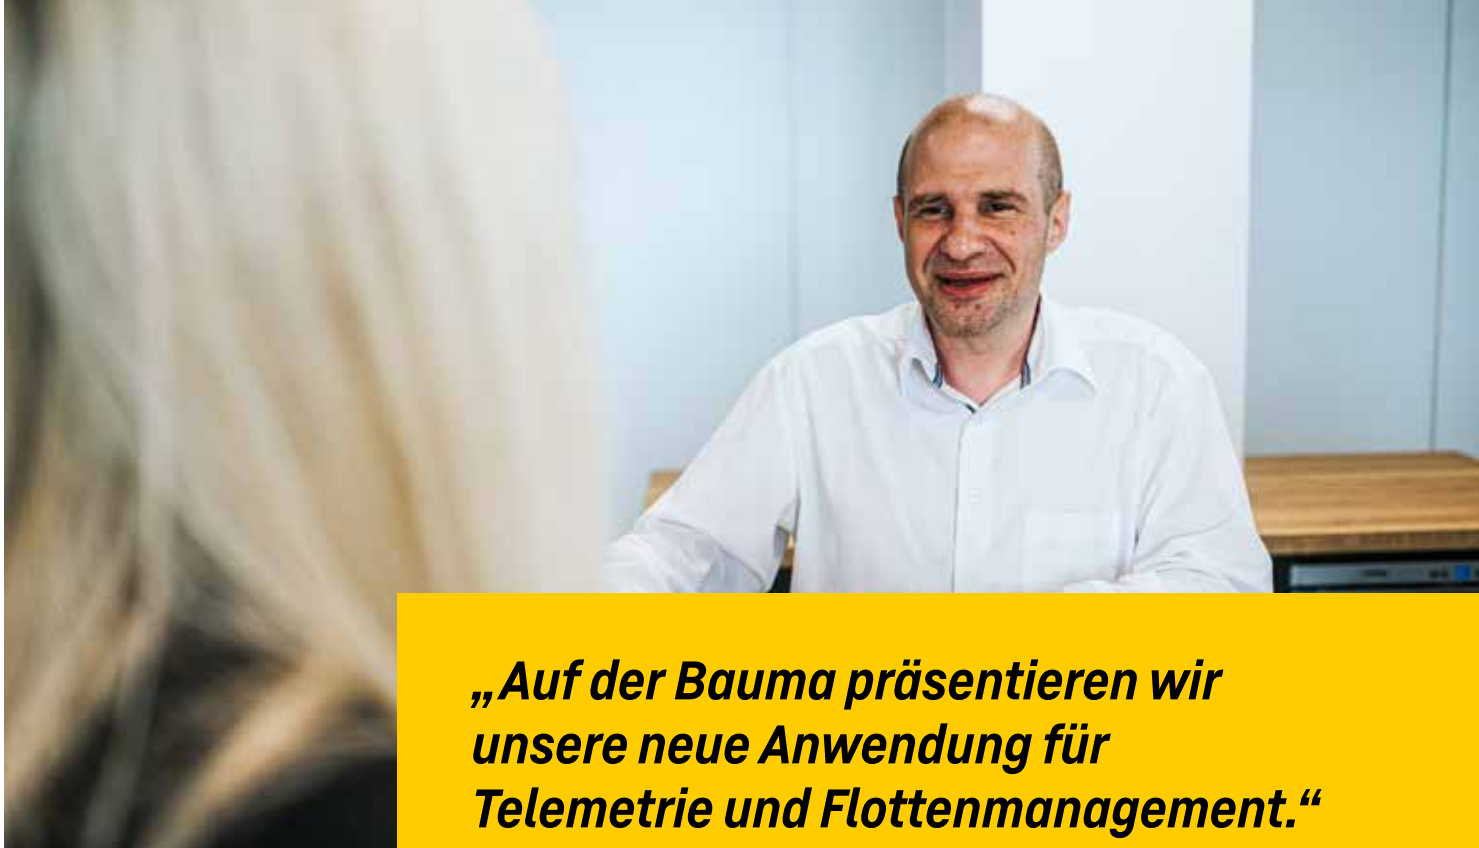 „Auf der Bauma präsentieren wir
unsere neue Anwendung für
Telemetrie und Flottenmanagement.“